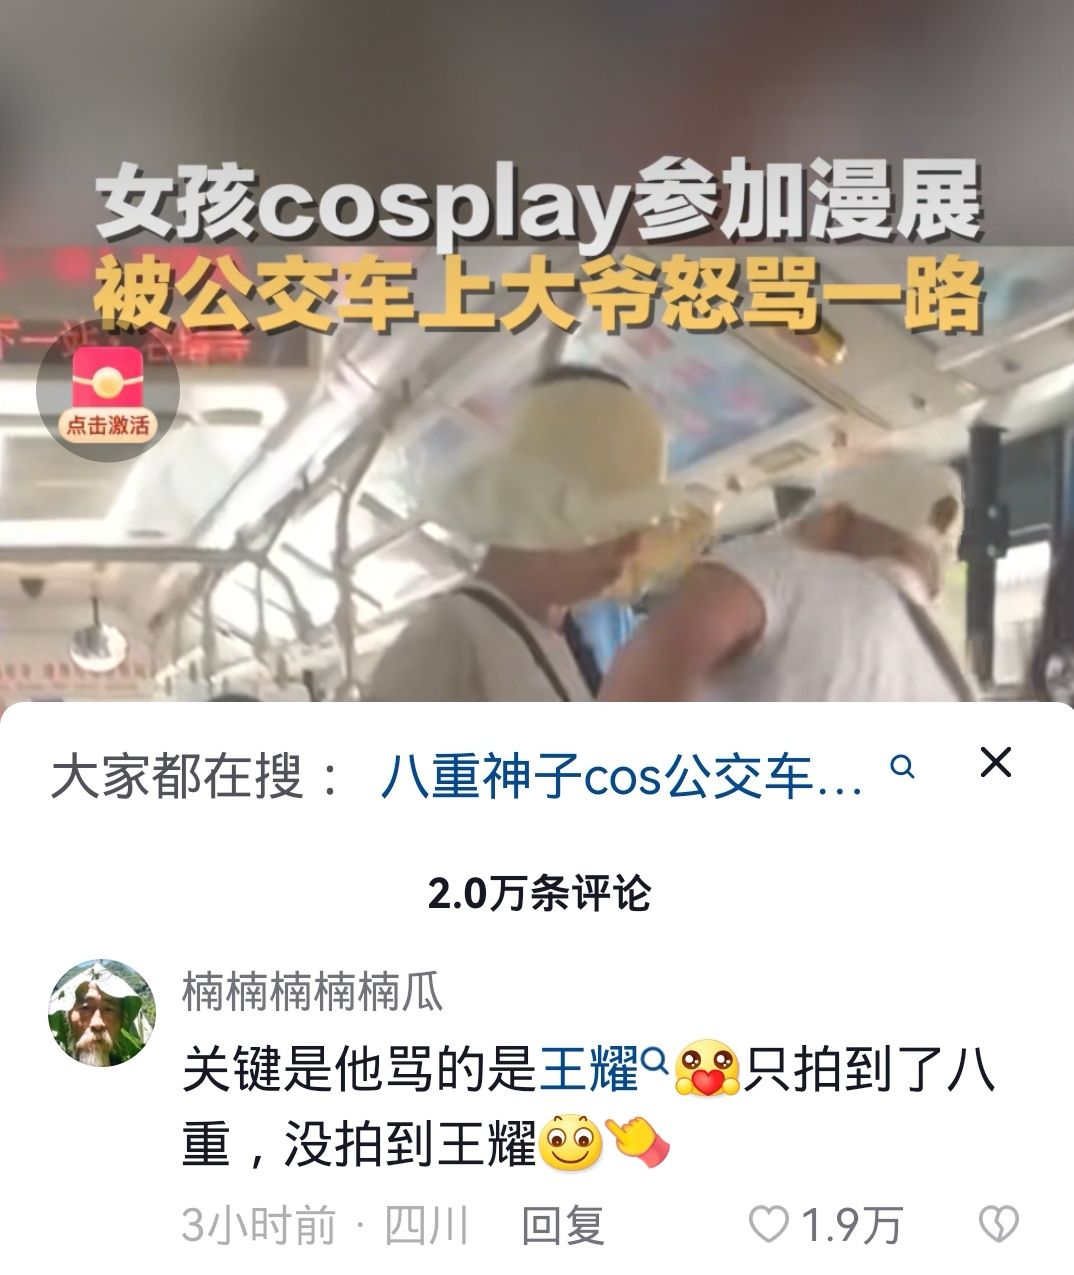 女孩cosplay参加漫展
被公交车上大爷怒骂一路
下一站
点击激活
大家都在搜： 八重神子cos公交车...
2.0万条评论
楠楠楠楠楠瓜
关键是他骂的是王耀只拍到了八
重，没拍到王耀
3小时前 · 四川 回复 1.9万